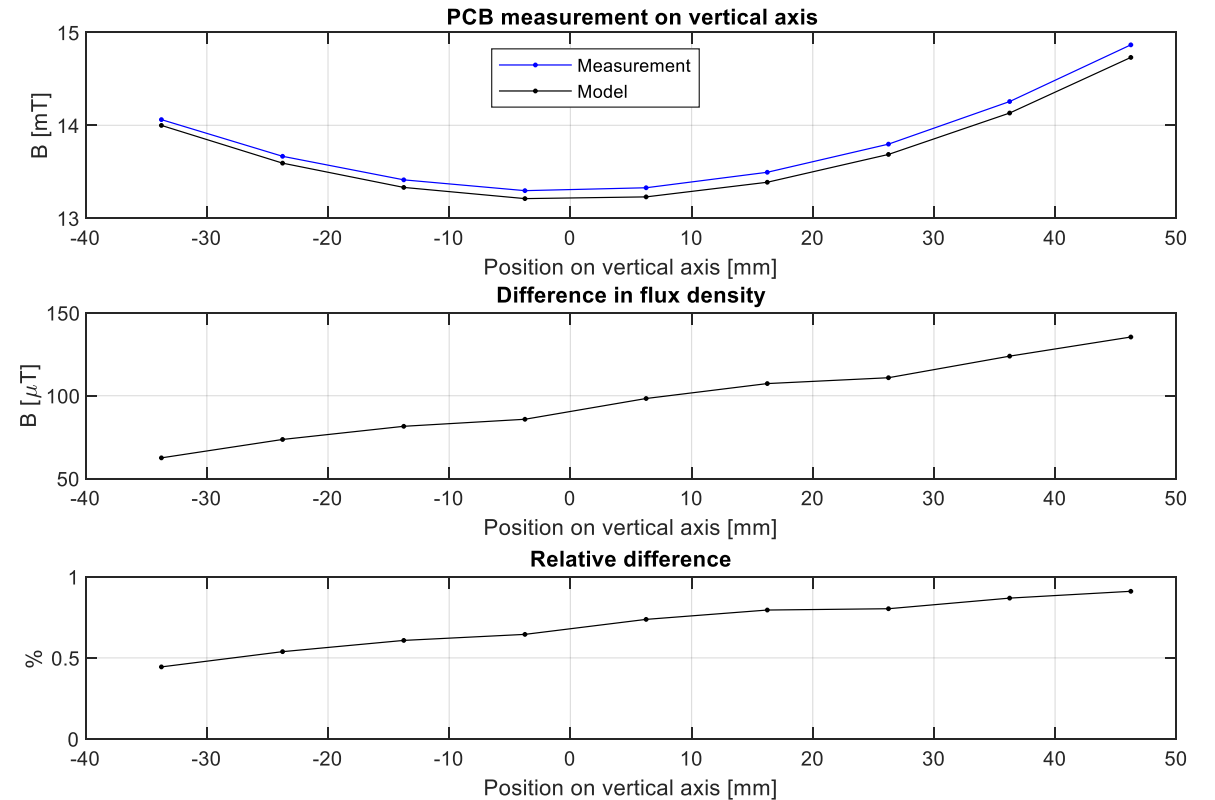 PCB measurement on vertical axis
15
14
13
B [mT]
Measurement
Model
-40 -30 -20 -10 0 10 20 30 40 50
Position on vertical axis [mm]
Difference in flux density
150
100
50
B [μT]
-40 -30 -20 -10 0 10 20 30 40 50
Position on vertical axis [mm]
Relative difference
1
0.5
0
%
-40 -30 -20 -10 0 10 20 30 40 50
Position on vertical axis [mm]